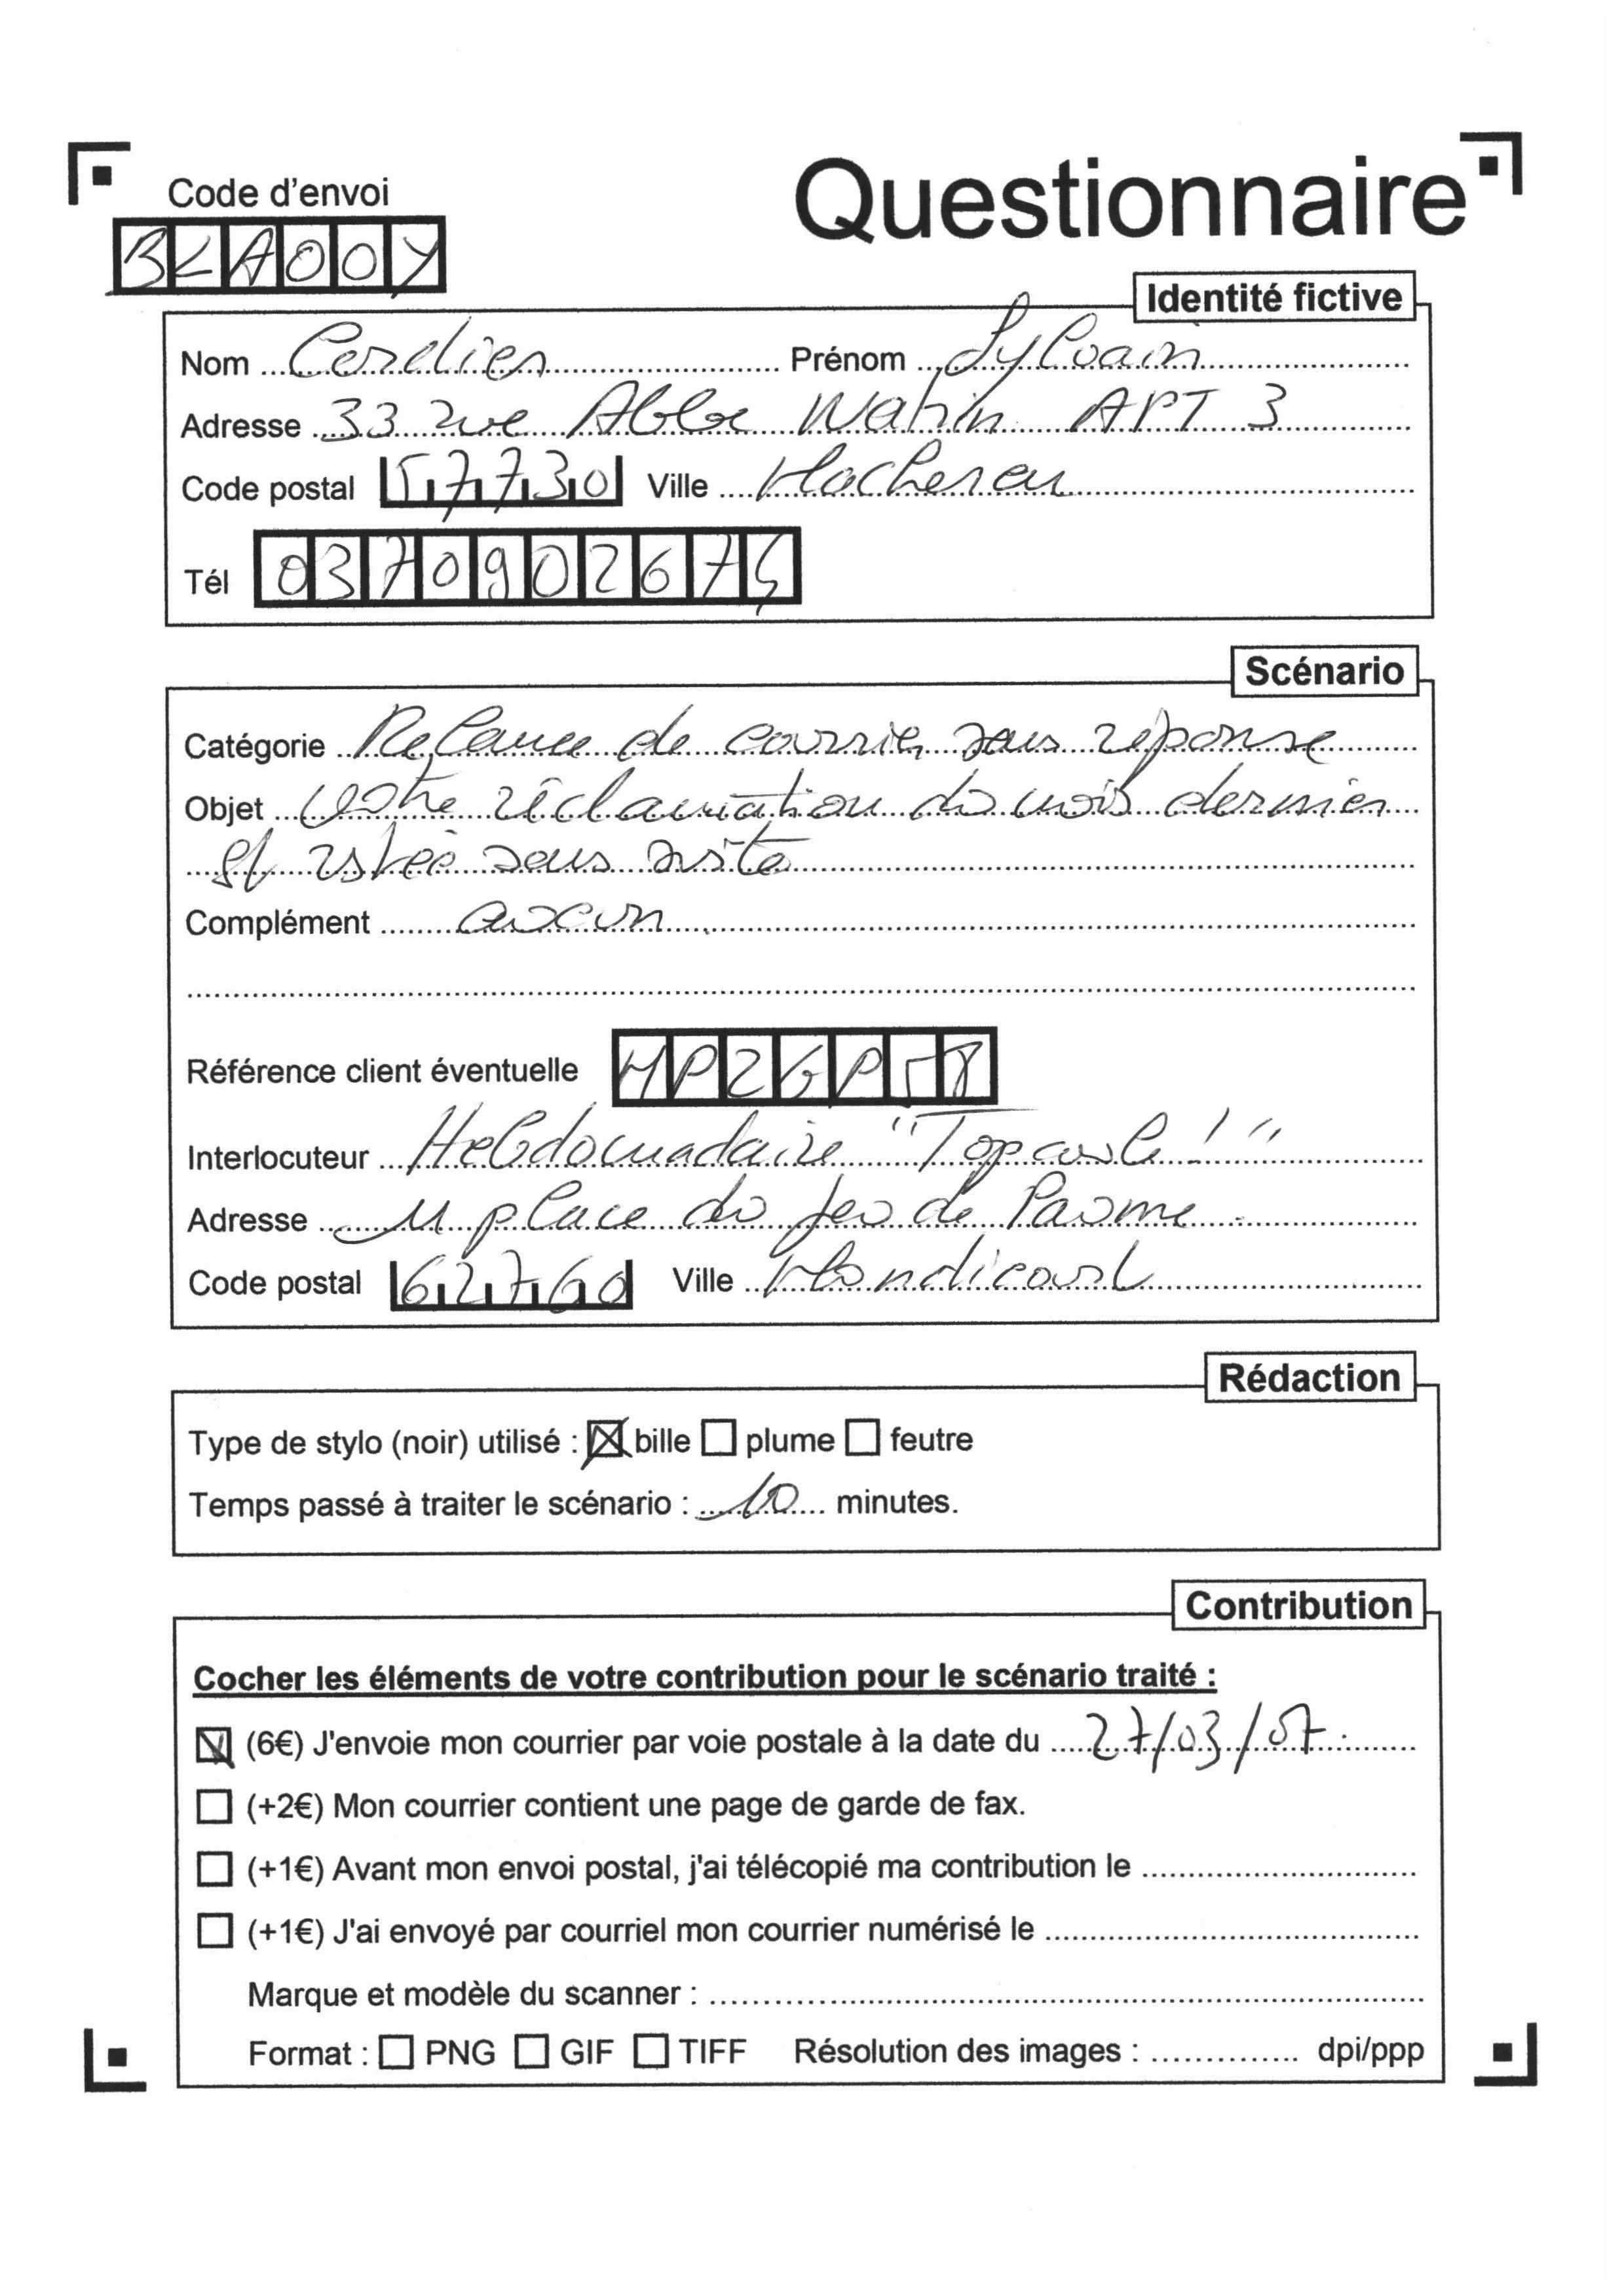 Questionnaire
Code d'envoi
BKA00Y
Identité fictive
Nom Cordier Prénom Sylvain
Adresse 33 rue Abbe Watrin APT 3
Code postal 57730 Ville
Tél 0370902675
Scénario
Catégorie Relance de courrier sans réponse
Objet Votre réclamation du mois dernier
est restée sans suite
Complément aucun
Référence client éventuelle
Interlocuteur Hebdomadaire "Top !"
Adresse 11 place du Jeu de Paume
Code postal 62760 Ville
Rédaction
Type de stylo (noir) utilisé : ☒ bille ☐ plume ☐ feutre
Temps passé à traiter le scénario : 10 minutes.
Contribution
Cocher les éléments de votre contribution pour le scénario traité :
☒ (6€) J'envoie mon courrier par voie postale à la date du 27/03/07.
☐ (+2€) Mon courrier contient une page de garde de fax.
☐ (+1€) Avant mon envoi postal, j'ai télécopié ma contribution le
☐ (+1€) J'ai envoyé par courriel mon courrier numérisé le
Marque et modèle du scanner :
Format : ☐ PNG ☐ GIF ☐ TIFF Résolution des images : dpi/ppp